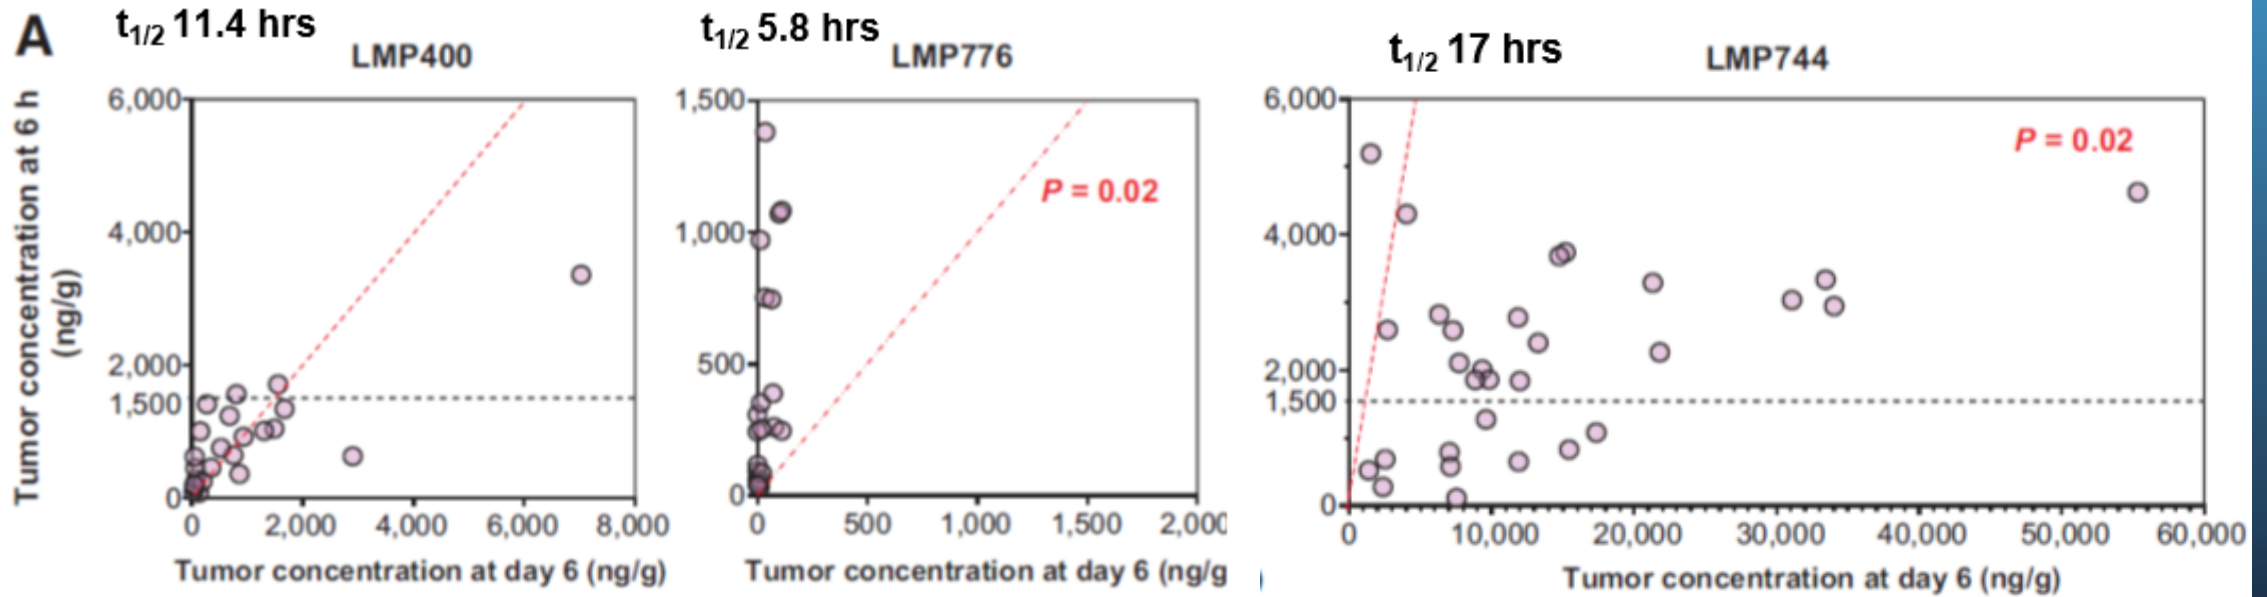 A
t1/2 11.4 hrs
LMP400
Tumor concentration at 6 h
(ng/g)
6,000
4,000
2,000
1,500
0
0 2,000 4,000 6,000 8,000
Tumor concentration at day 6 (ng/g)
t1/2 5.8 hrs
LMP776
1,500
1,000
500
0
P = 0.02
0 500 1,000 1,500 2,000
Tumor concentration at day 6 (ng/g
t1/2 17 hrs
LMP744
6,000
4,000
2,000
1,500
0
P = 0.02
0 10,000 20,000 30,000 40,000 50,000 60,000
Tumor concentration at day 6 (ng/g)